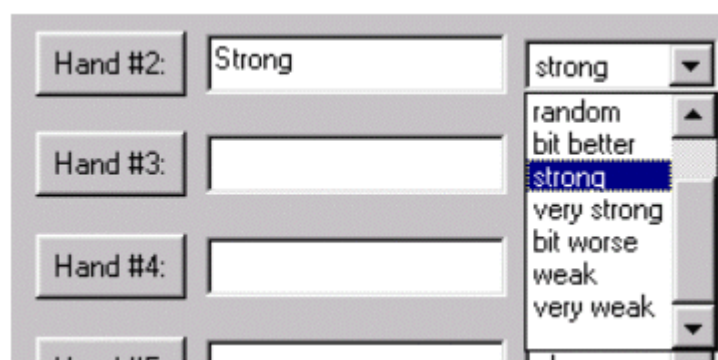 Hand #2: Strong strong
random
bit better
strong
very strong
bit worse
weak
very weak
Hand #3:
Hand #4: